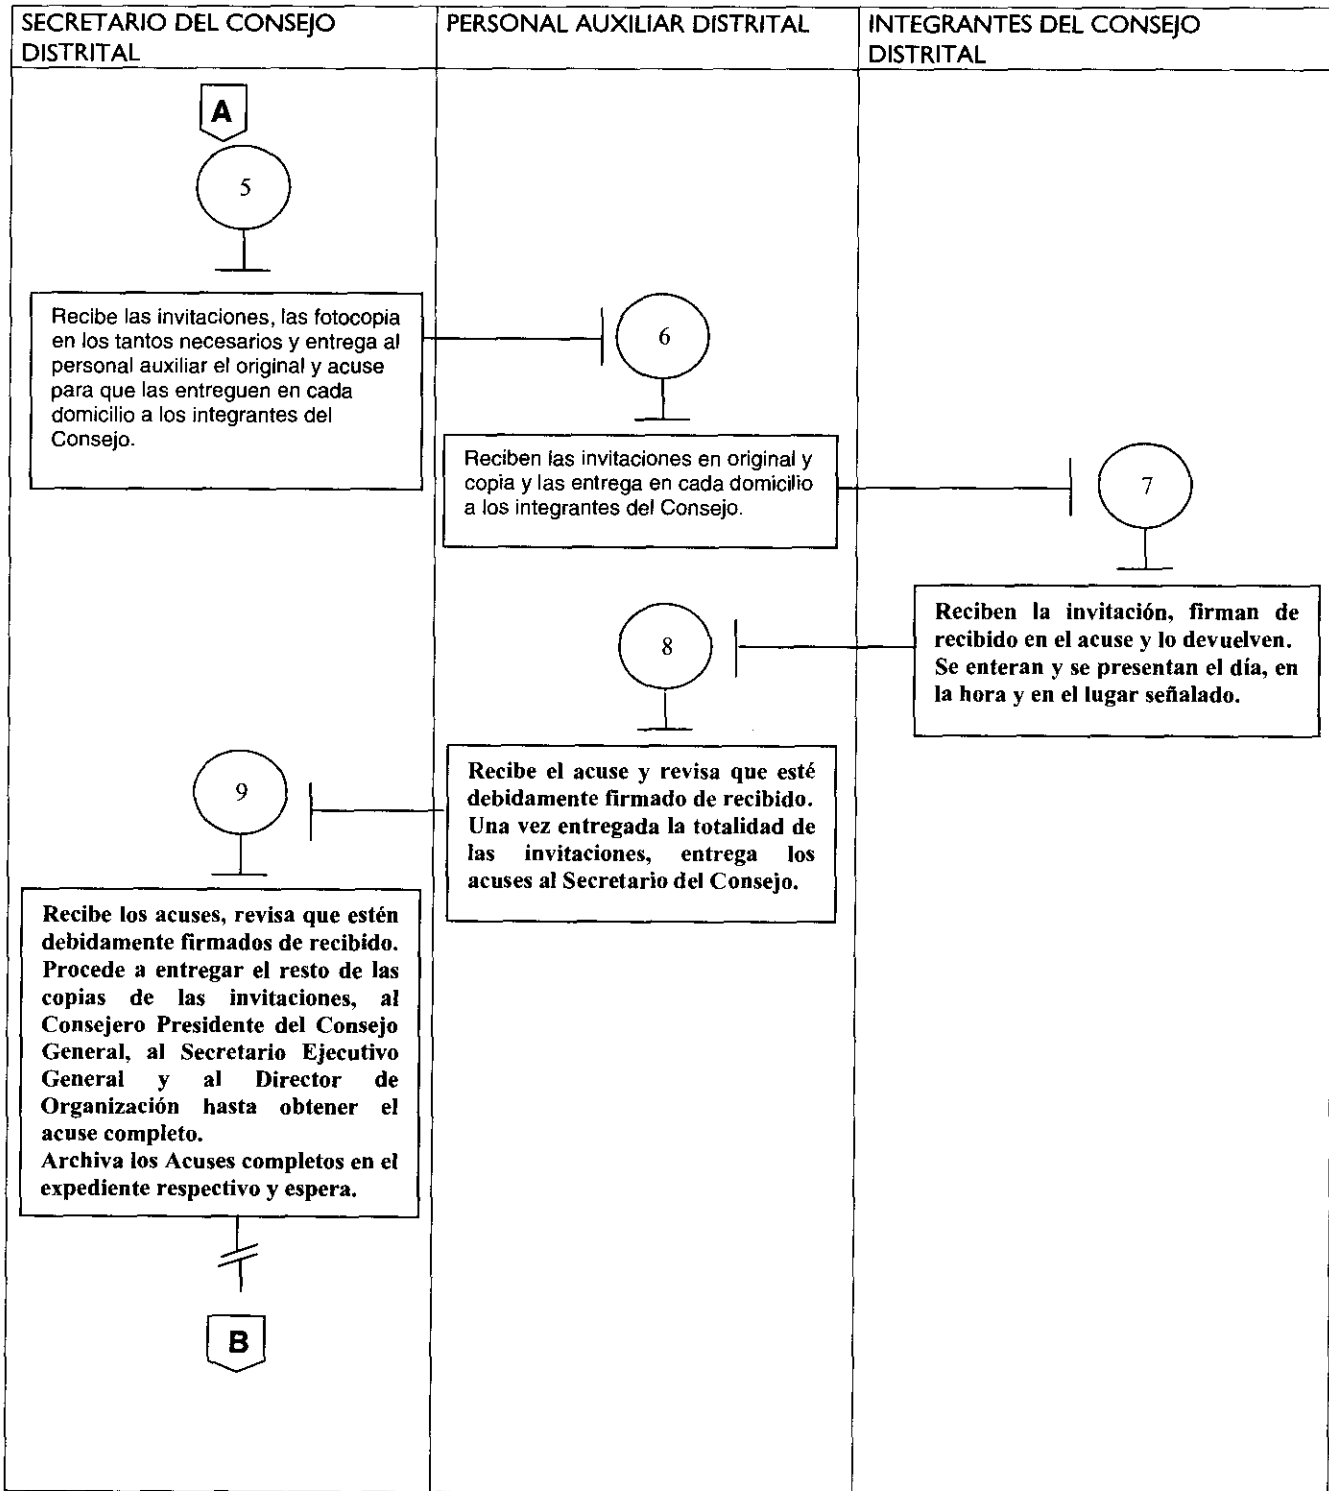 SECRETARIO DEL CONSEJO
DISTRITAL
PERSONAL AUXILIAR DISTRITAL
INTEGRANTES DEL CONSEJO
DISTRITAL
A
5
Recibe las invitaciones, las fotocopia
en los tantos necesarios y entrega al
personal auxiliar el original y acuse
para que las entreguen en cada
domicilio a los integrantes del
Consejo.
6
Reciben las invitaciones en original y
copia y las entrega en cada domicilio
a los integrantes del Consejo.
7
Reciben la invitación, firman de
recibido en el acuse y lo devuelven.
Se enteran y se presentan el día, en
la hora y en el lugar señalado.
8
Recibe el acuse y revisa que esté
debidamente firmado de recibido.
Una vez entregada la totalidad de
las invitaciones, entrega los
acuses al Secretario del Consejo.
9
Recibe los acuses, revisa que estén
debidamente firmados de recibido.
Procede a entregar el resto de las
copias de las invitaciones, al
Consejero Presidente del Consejo
General, al Secretario Ejecutivo
General y al Director de
Organización hasta obtener el
acuse completo.
Archiva los Acuses completos en el
expediente respectivo y espera.
B